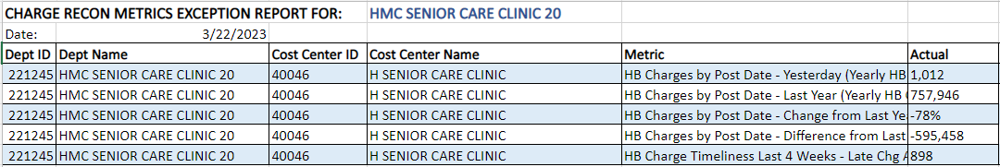 CHARGE RECON METRICS EXCEPTION REPORT FOR: HMC SENIOR CARE CLINIC 20
Date: 3/22/2023
Dept ID Dept Name Cost Center ID Cost Center Name Metric Actual
221245 HMC SENIOR CARE CLINIC 20 40046 H SENIOR CARE CLINIC HB Charges by Post Date - Yesterday (Yearly HB 1,012
221245 HMC SENIOR CARE CLINIC 20 40046 H SENIOR CARE CLINIC HB Charges by Post Date - Last Year (Yearly HB 757,946
221245 HMC SENIOR CARE CLINIC 20 40046 H SENIOR CARE CLINIC HB Charges by Post Date - Change from Last Yea -78%
221245 HMC SENIOR CARE CLINIC 20 40046 H SENIOR CARE CLINIC HB Charges by Post Date - Difference from Last -595,458
221245 HMC SENIOR CARE CLINIC 20 40046 H SENIOR CARE CLINIC HB Charge Timeliness Last 4 Weeks - Late Chg A 898